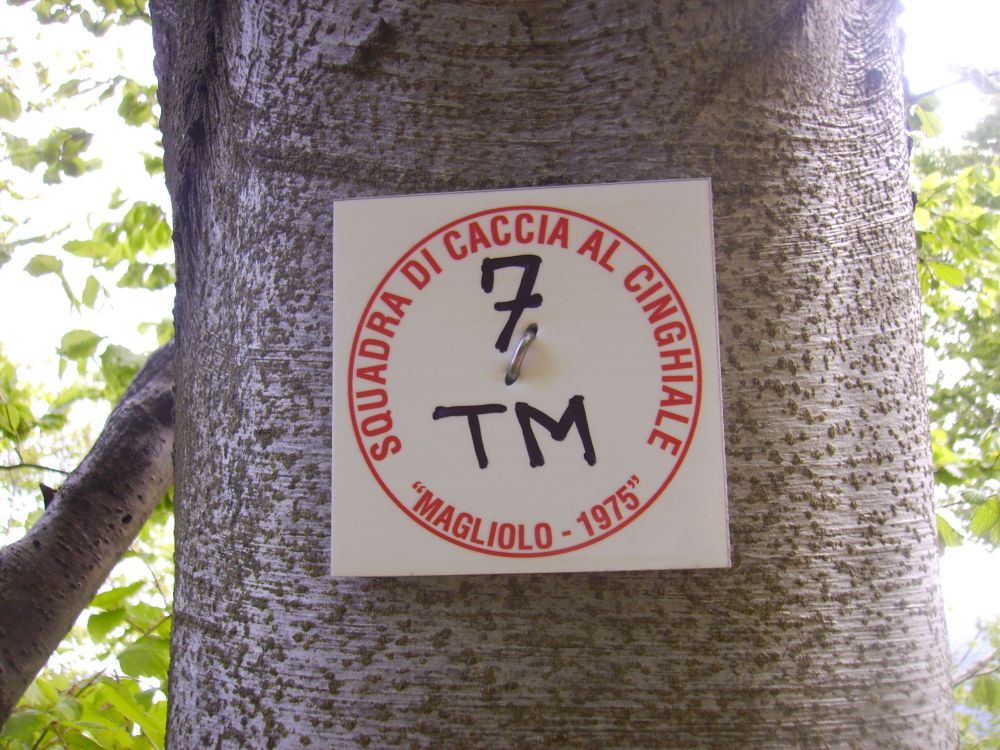 SQUADRA DI CACCIA AL CINGHIALE
7
TM
"MAGLIOLO - 1975"